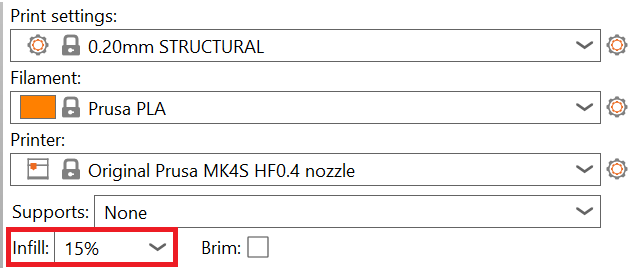 Print settings:
0.20mm STRUCTURAL
Filament:
Prusa PLA
Printer:
Original Prusa MK4S HF0.4 nozzle
Supports: None
Infill: 15% Brim: